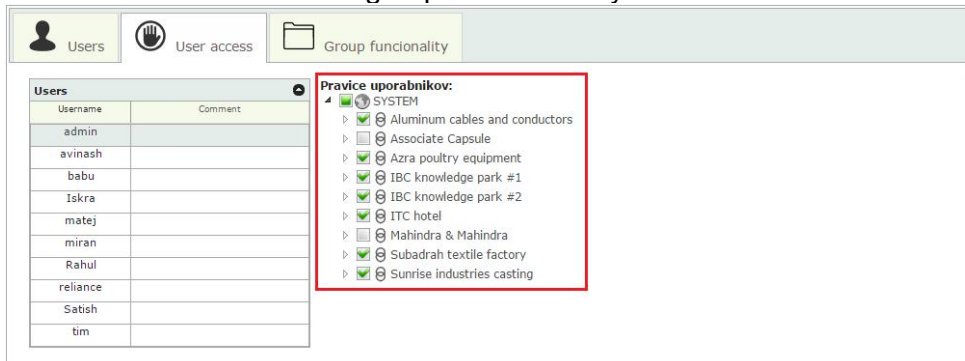 Users
User access
Group funcionality
Users
Username Comment
admin
avinash
babu
Iskra
matej
miran
Rahul
reliance
Satish
tim
Pravice uporabnikov:
SYSTEM
Aluminum cables and conductors
Associate Capsule
Azra poultry equipment
IBC knowledge park #1
IBC knowledge park #2
ITC hotel
Mahindra & Mahindra
Subadrah textile factory
Sunrise industries casting